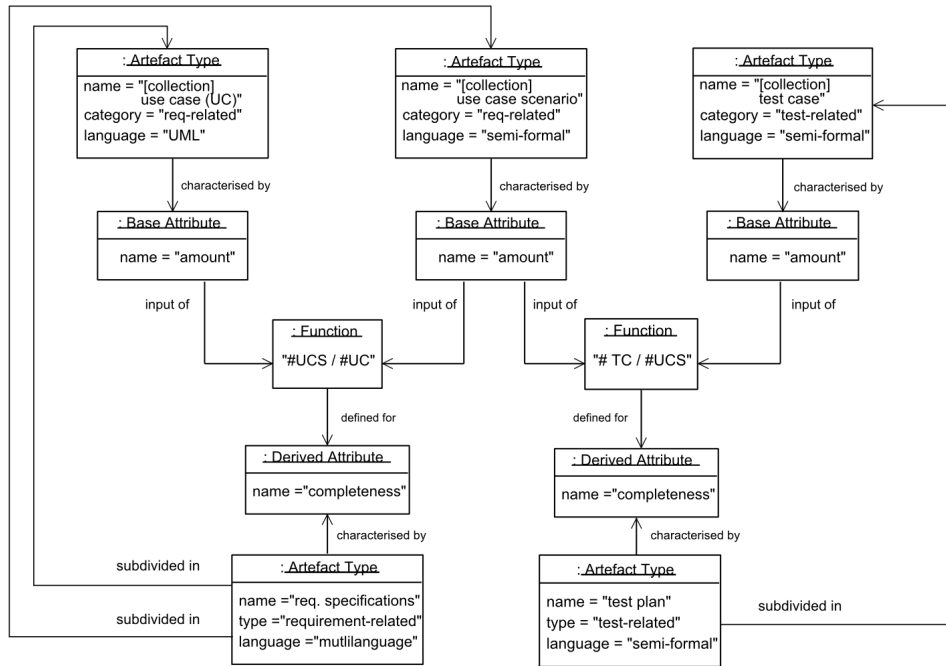 : Artefact Type
name = "[collection]
use case (UC)"
category = "req-related"
language = "UML"
: Artefact Type
name = "[collection]
use case scenario"
category = "req-related"
language = "semi-formal"
: Artefact Type
name = "[collection]
test case"
category = "test-related"
language = "semi-formal"
characterised by
characterised by
characterised by
: Base Attribute
name = "amount"
: Base Attribute
name = "amount"
: Base Attribute
name = "amount"
input of
input of
input of
input of
: Function
"#UCS / #UC"
: Function
"# TC / #UCS"
defined for
defined for
: Derived Attribute
name ="completeness"
: Derived Attribute
name ="completeness"
characterised by
characterised by
subdivided in
subdivided in
: Artefact Type
name ="req. specifications"
type ="requirement-related"
language ="mutlilanguage"
: Artefact Type
name = "test plan"
type = "test-related"
language = "semi-formal"
subdivided in